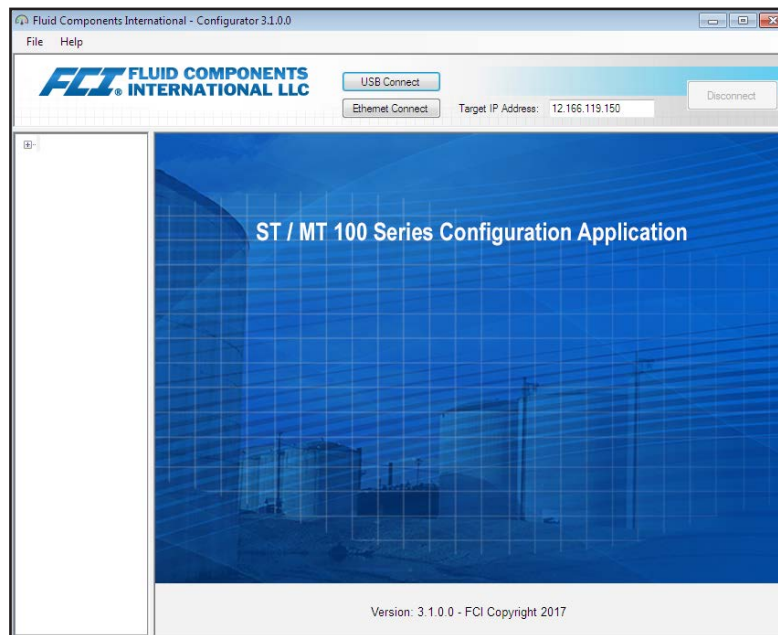 Fluid Components International - Configurator 3.1.0.0
File Help
FCI® FLUID COMPONENTS
INTERNATIONAL LLC
USB Connect
Ethernet Connect Target IP Address: 12.166.119.150
Disconnect
ST / MT 100 Series Configuration Application
Version: 3.1.0.0 - FCI Copyright 2017